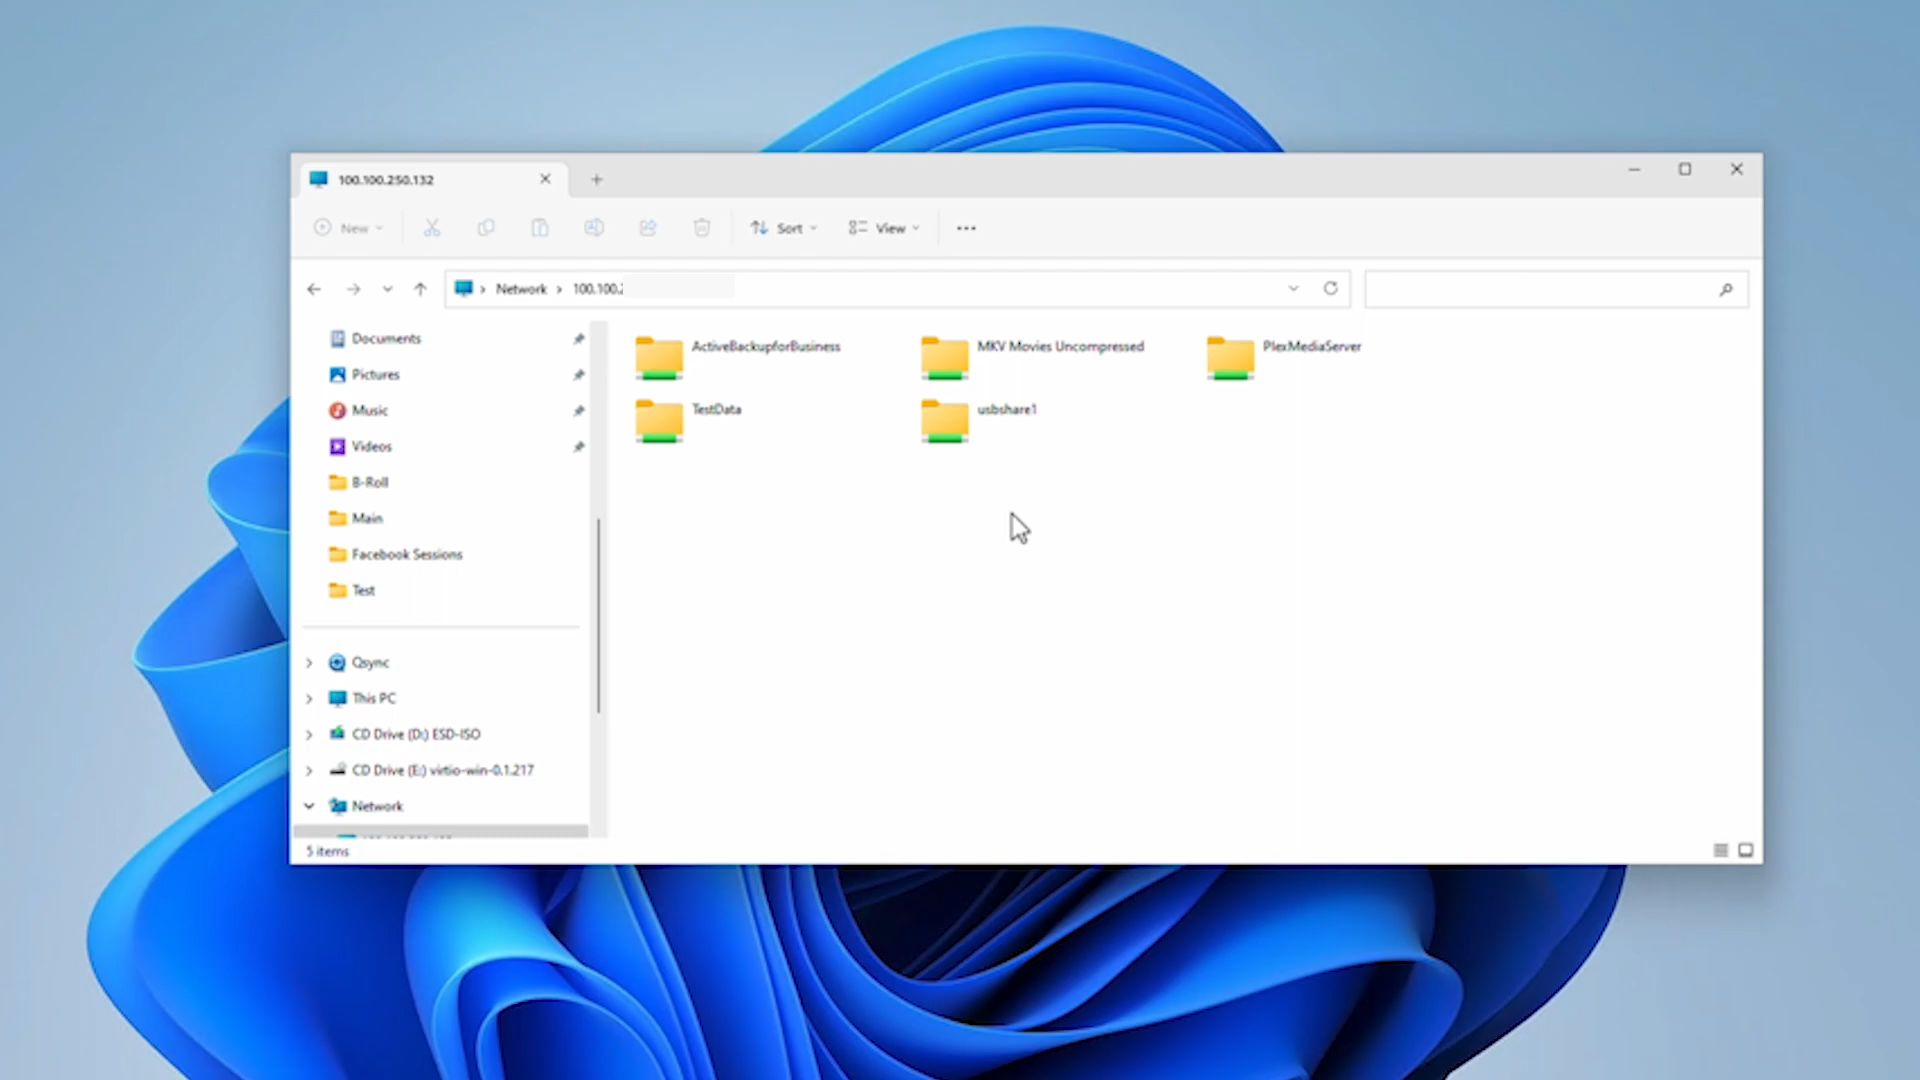 100.100.250.132
New
Sort
View
Network
100.100.
Documents
Pictures
Music
Videos
B-Roll
Main
Facebook Sessions
Test
Qsync
This PC
CD Drive (D:) ESD-ISO
CD Drive (E:) virtio-win-0.1.217
Network
ActiveBackupforBusiness
MKV Movies Uncompressed
PlexMediaServer
TestData
usbshare1
5 items